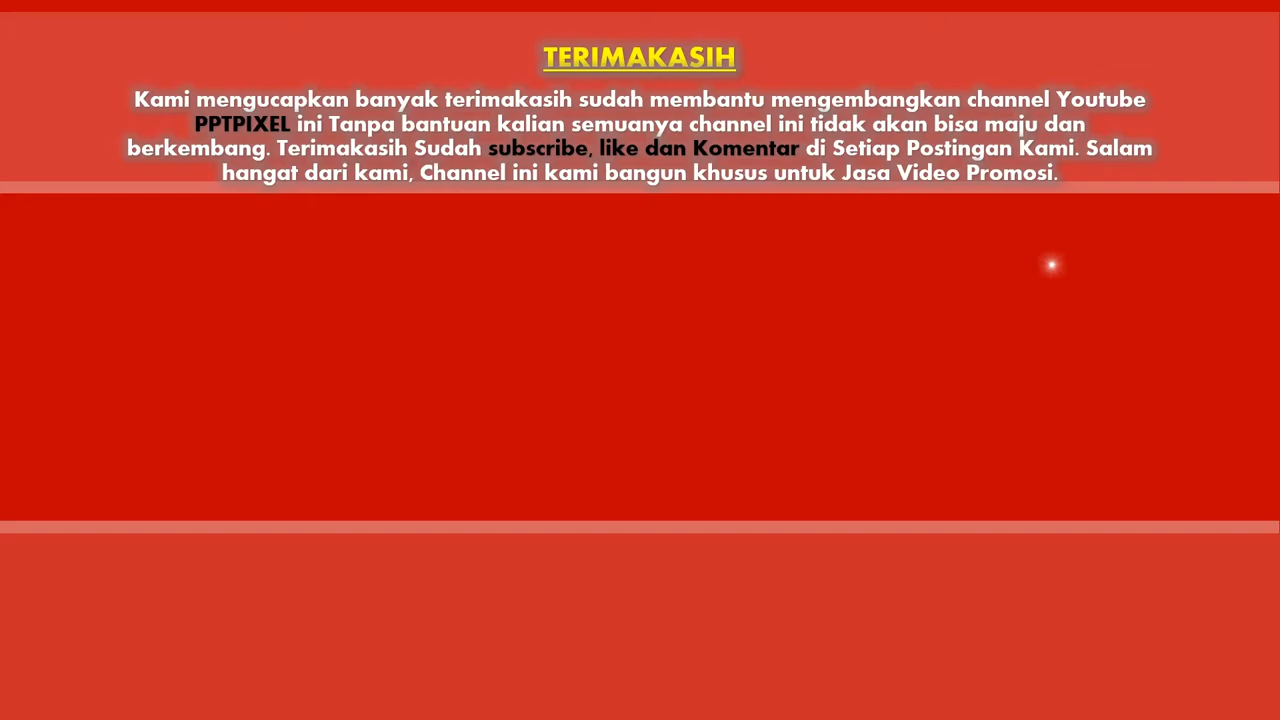 TERIMAKASIH
Kami mengucapkan banyak terimakasih sudah membantu mengembangkan channel Youtube
PPTPIXEL ini Tanpa bantuan kalian semuanya channel ini tidak akan bisa maju dan
berkembang. Terimakasih Sudah subscribe, like dan Komentar di Setiap Postingan Kami. Salam
hangat dari kami, Channel ini kami bangun khusus untuk Jasa Video Promosi.